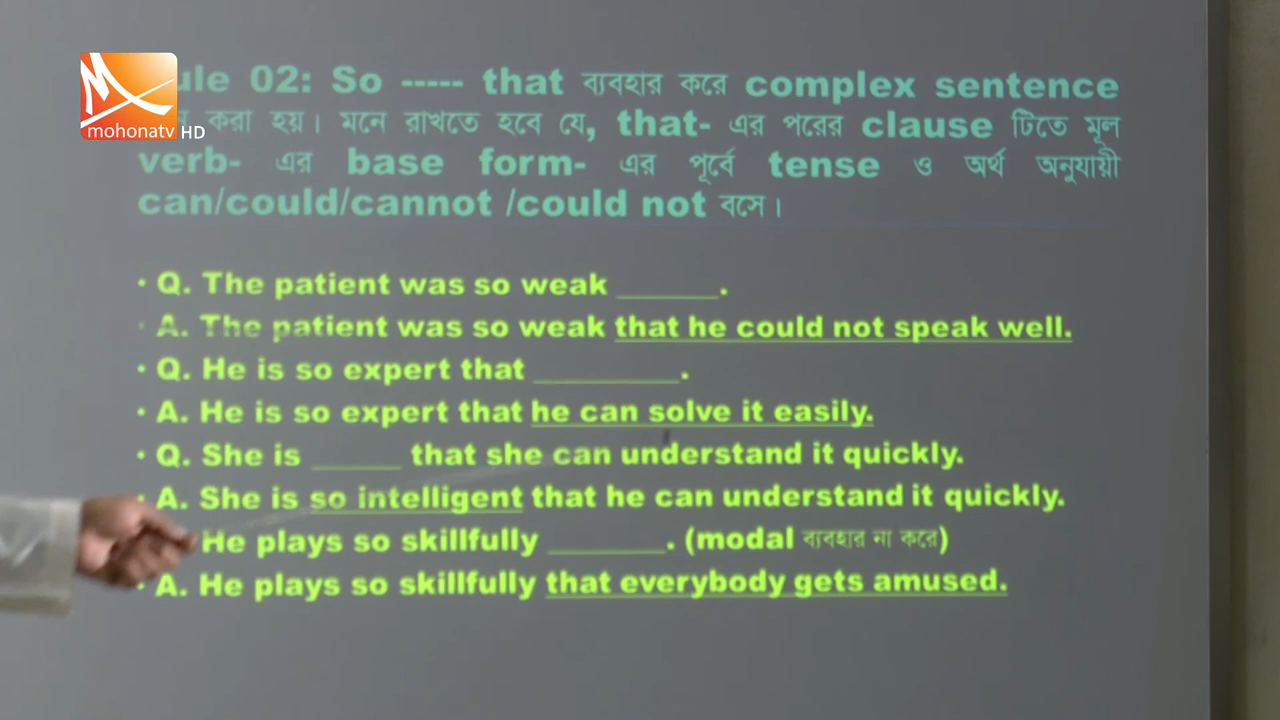 mohonatv HD
ule 02: So ----- that ব্যবহার করে complex sentence
করা হয়। মনে রাখতে হবে যে, that- এর পরের clause টিতে মূল
verb- এর base form- এর পূর্বে tense ও অর্থ অনুযায়ী
can/could/cannot /could not বসে।
• Q. The patient was so weak ______.
• A. The patient was so weak that he could not speak well.
• Q. He is so expert that _________.
• A. He is so expert that he can solve it easily.
• Q. She is _____ that she can understand it quickly.
• A. She is so intelligent that he can understand it quickly.
He plays so skillfully _______. (modal ব্যবহার না করে)
• A. He plays so skillfully that everybody gets amused.